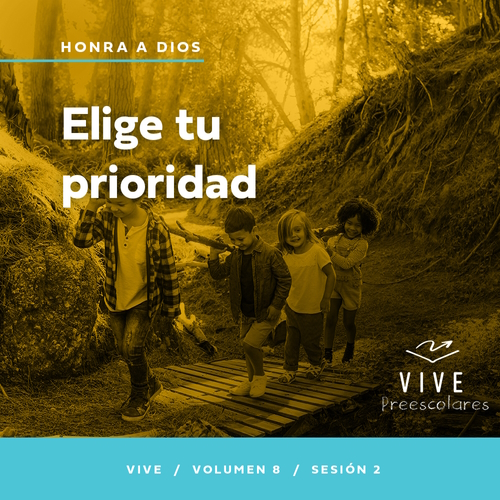 HONRA A DIOS
Elige tu
prioridad
VIVE
Preescolares
VIVE / VOLUMEN 8 / SESIÓN 2